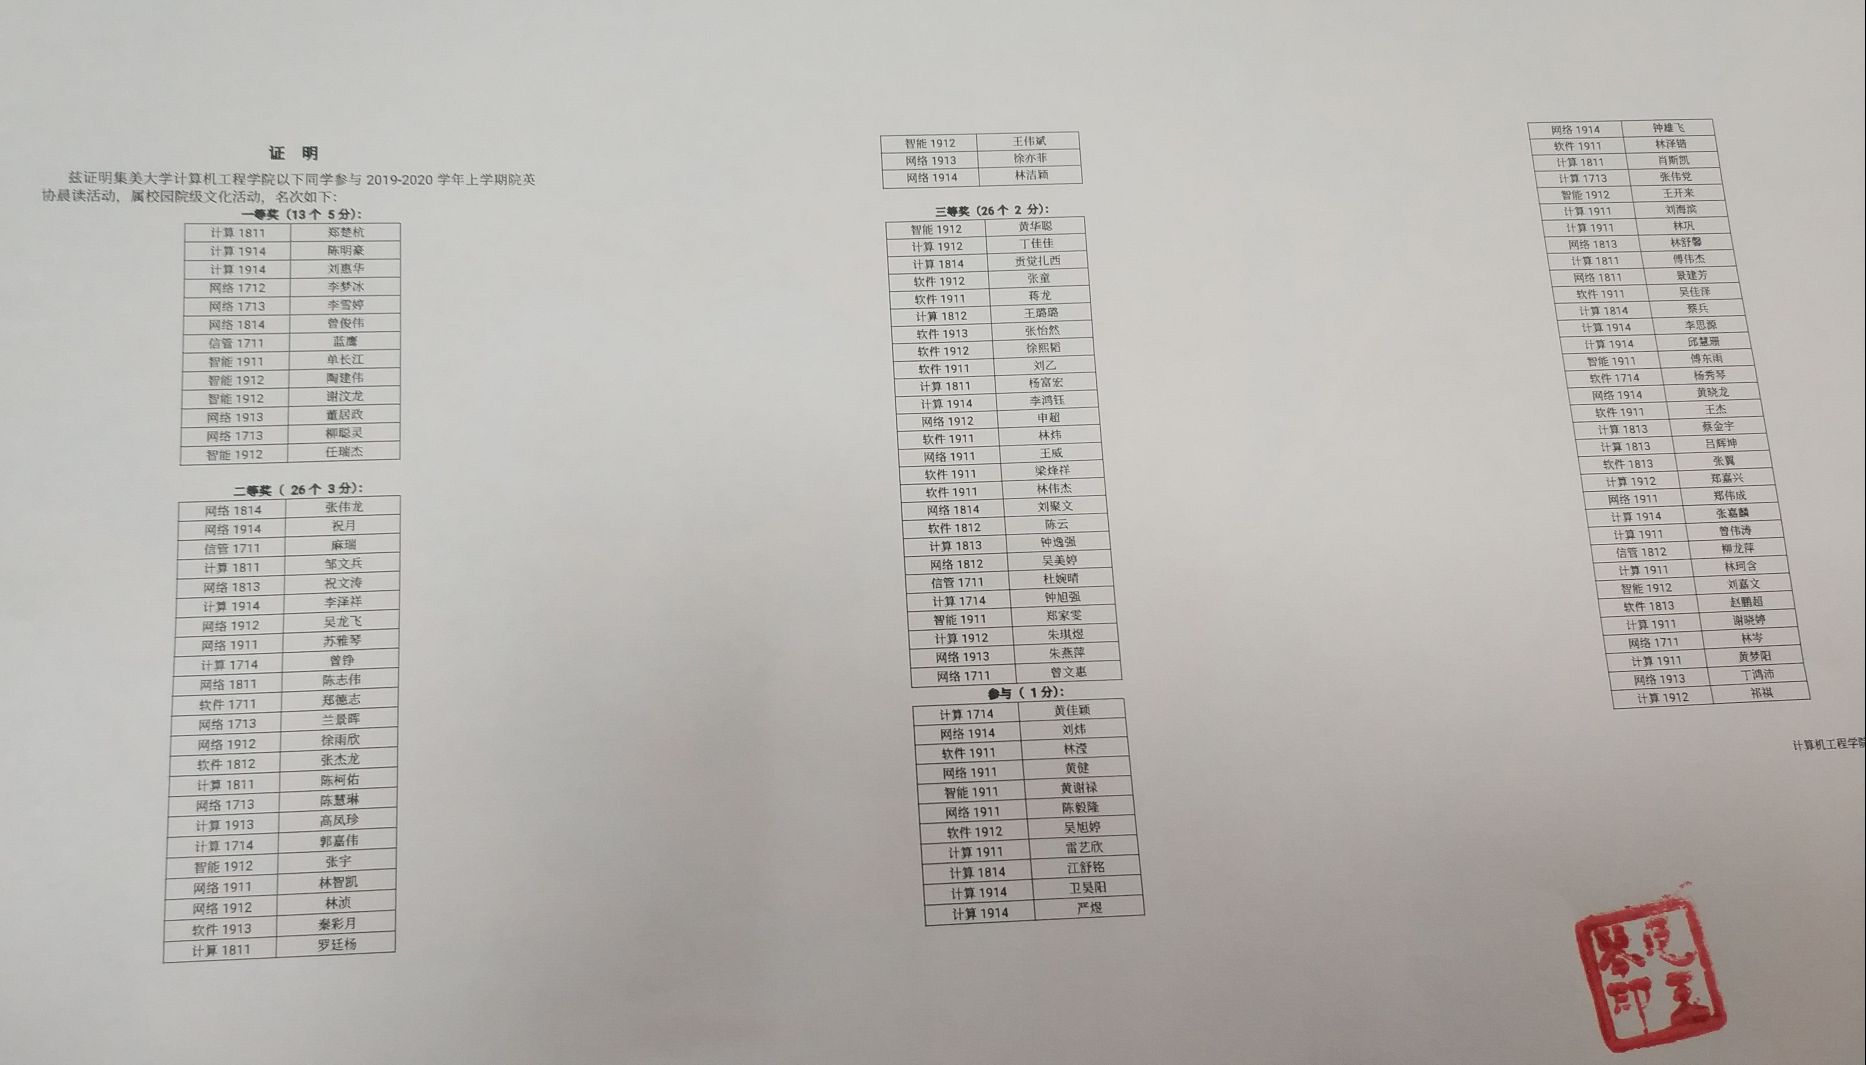 证 明
兹证明集美大学计算机工程学院以下同学参与 2019-2020 学年上学期院英
协晨读活动，属校园院级文化活动，名次如下：
一等奖（13 个 5 分）：
计算 1811 郑楚杭
计算 1914 陈明豪
计算 1914 刘惠华
网络 1712 李梦冰
网络 1713 李雪婷
网络 1814 曾俊伟
信管 1711 蓝鹰
智能 1911 单长江
智能 1912 陶建伟
智能 1912 谢汶龙
网络 1913 董居政
网络 1713 柳聪灵
智能 1912 任瑞杰
二等奖（ 26 个 3 分）：
网络 1814 张伟龙
网络 1914 祝月
信管 1711 麻瑞
计算 1811 邹文兵
网络 1813 祝文涛
计算 1914 李泽祥
网络 1912 吴龙飞
网络 1911 苏雅琴
计算 1714 曾铮
网络 1811 陈志伟
软件 1711 郑德志
网络 1713 兰景晖
网络 1912 徐雨欣
软件 1812 张杰龙
计算 1811 陈柯佑
网络 1713 陈慧琳
计算 1913 高凤珍
计算 1714 郭嘉伟
智能 1912 张宇
网络 1911 林智凯
网络 1912 林浈
软件 1913 秦彩月
计算 1811 罗廷杨
智能 1912 王伟斌
网络 1913 徐亦菲
网络 1914 林洁颖
三等奖（26 个 2 分）：
智能 1912 黄华聪
计算 1912 丁佳佳
计算 1814 贡觉扎西
软件 1912 张童
软件 1911 蒋龙
计算 1812 王璐璐
软件 1913 张怡然
软件 1912 徐熙韬
软件 1911 刘乙
计算 1811 杨富宏
计算 1914 李鸿钰
网络 1912 申超
软件 1911 林炜
网络 1911 王威
软件 1911 梁烽祥
软件 1911 林伟杰
网络 1814 刘聚文
软件 1812 陈云
计算 1813 钟逸强
网络 1812 吴美婷
信管 1711 杜婉晴
计算 1714 钟旭强
智能 1911 郑家雯
计算 1912 朱琪煜
网络 1913 朱燕萍
网络 1711 曾文惠
参与（ 1 分）：
计算 1714 黄佳颖
网络 1914 刘炜
软件 1911 林滢
网络 1911 黄健
智能 1911 黄谢禄
网络 1911 陈毅隆
软件 1912 吴旭婷
计算 1911 雷艺欣
计算 1814 江舒铭
计算 1914 卫昊阳
计算 1914 严煜
网络 1914 钟雄飞
软件 1911 林泽锴
计算 1811 肖斯凯
计算 1713 张伟党
智能 1912 王开来
计算 1911 刘海滨
计算 1911 林巩
网络 1813 林舒馨
计算 1811 傅伟杰
网络 1811 景建芳
软件 1911 吴佳泽
计算 1814 蔡兵
计算 1914 李思源
计算 1914 邱慧珊
智能 1911 傅东雨
软件 1714 杨秀琴
网络 1914 黄晓龙
软件 1911 王杰
计算 1813 蔡金宇
计算 1813 吕辉坤
软件 1813 张翼
计算 1912 郑嘉兴
网络 1911 郑伟成
计算 1914 张嘉麟
计算 1911 曾伟涛
信管 1812 柳龙萍
计算 1911 林珂含
智能 1912 刘嘉文
软件 1813 赵鹏超
计算 1911 谢晓婷
网络 1711 林岑
计算 1911 黄梦阳
网络 1913 丁鸿沛
计算 1912 祁祺
计算机工程学院